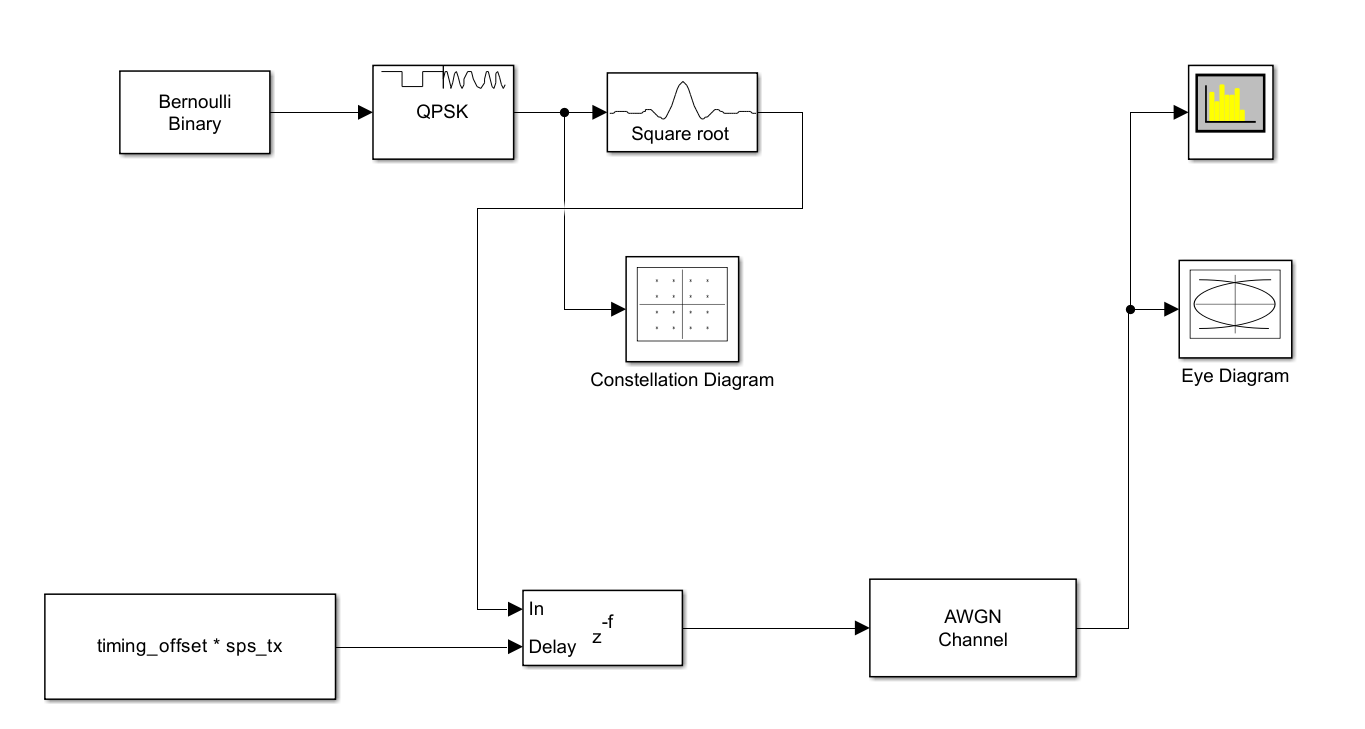 Bernoulli
Binary
QPSK
Square root
Constellation Diagram
Eye Diagram
timing_offset * sps_tx
In
Delay
z^-f
AWGN
Channel